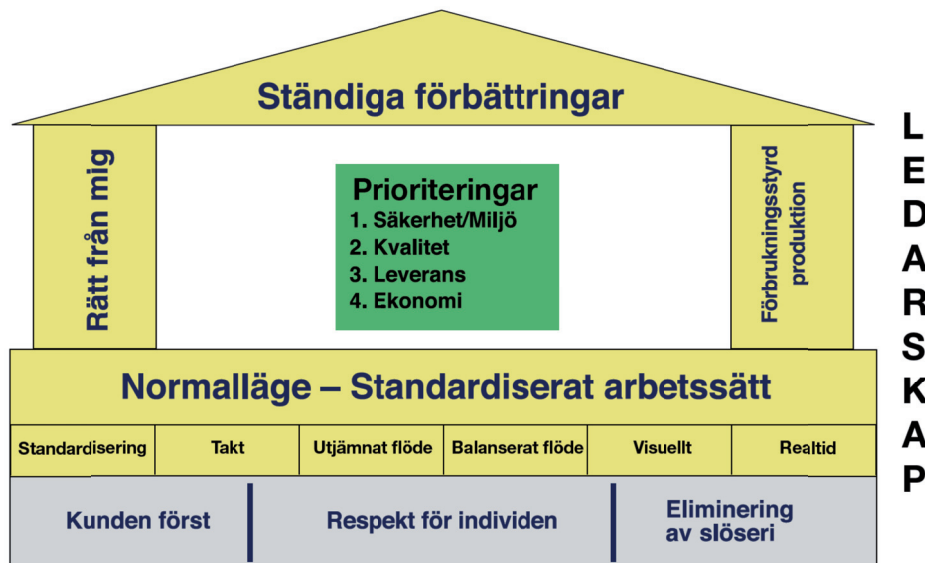 Ständiga förbättringar
Rätt från mig
Prioriteringar
1. Säkerhet/Miljö
2. Kvalitet
3. Leverans
4. Ekonomi
Förbrukningsstyrd
produktion
Normalläge – Standardiserat arbetssätt
Standardisering
Takt
Utjämnat flöde
Balanserat flöde
Visuellt
Realtid
Kunden först
Respekt för individen
Eliminering
av slöseri
L
E
D
A
R
S
K
A
P